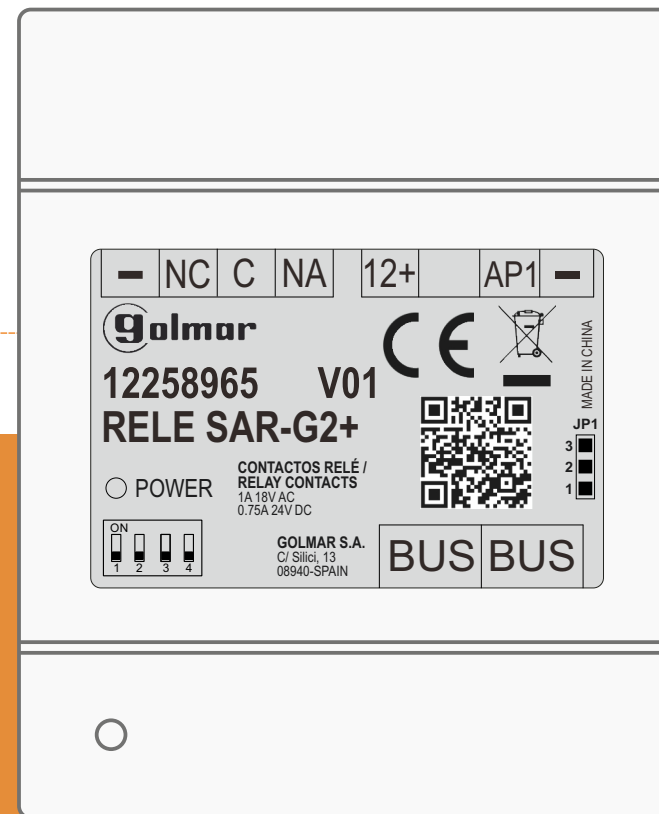 – NC C NA 12+ AP1 –
golmar
12258965 V01
RELE SAR-G2+
MADE IN CHINA
JP1
3
2
1
POWER
CONTACTOS RELÉ /
RELAY CONTACTS
1A 18V AC
0.75A 24V DC
ON
1 2 3 4
GOLMAR S.A.
C/ Silici, 13
08940-SPAIN
BUS BUS